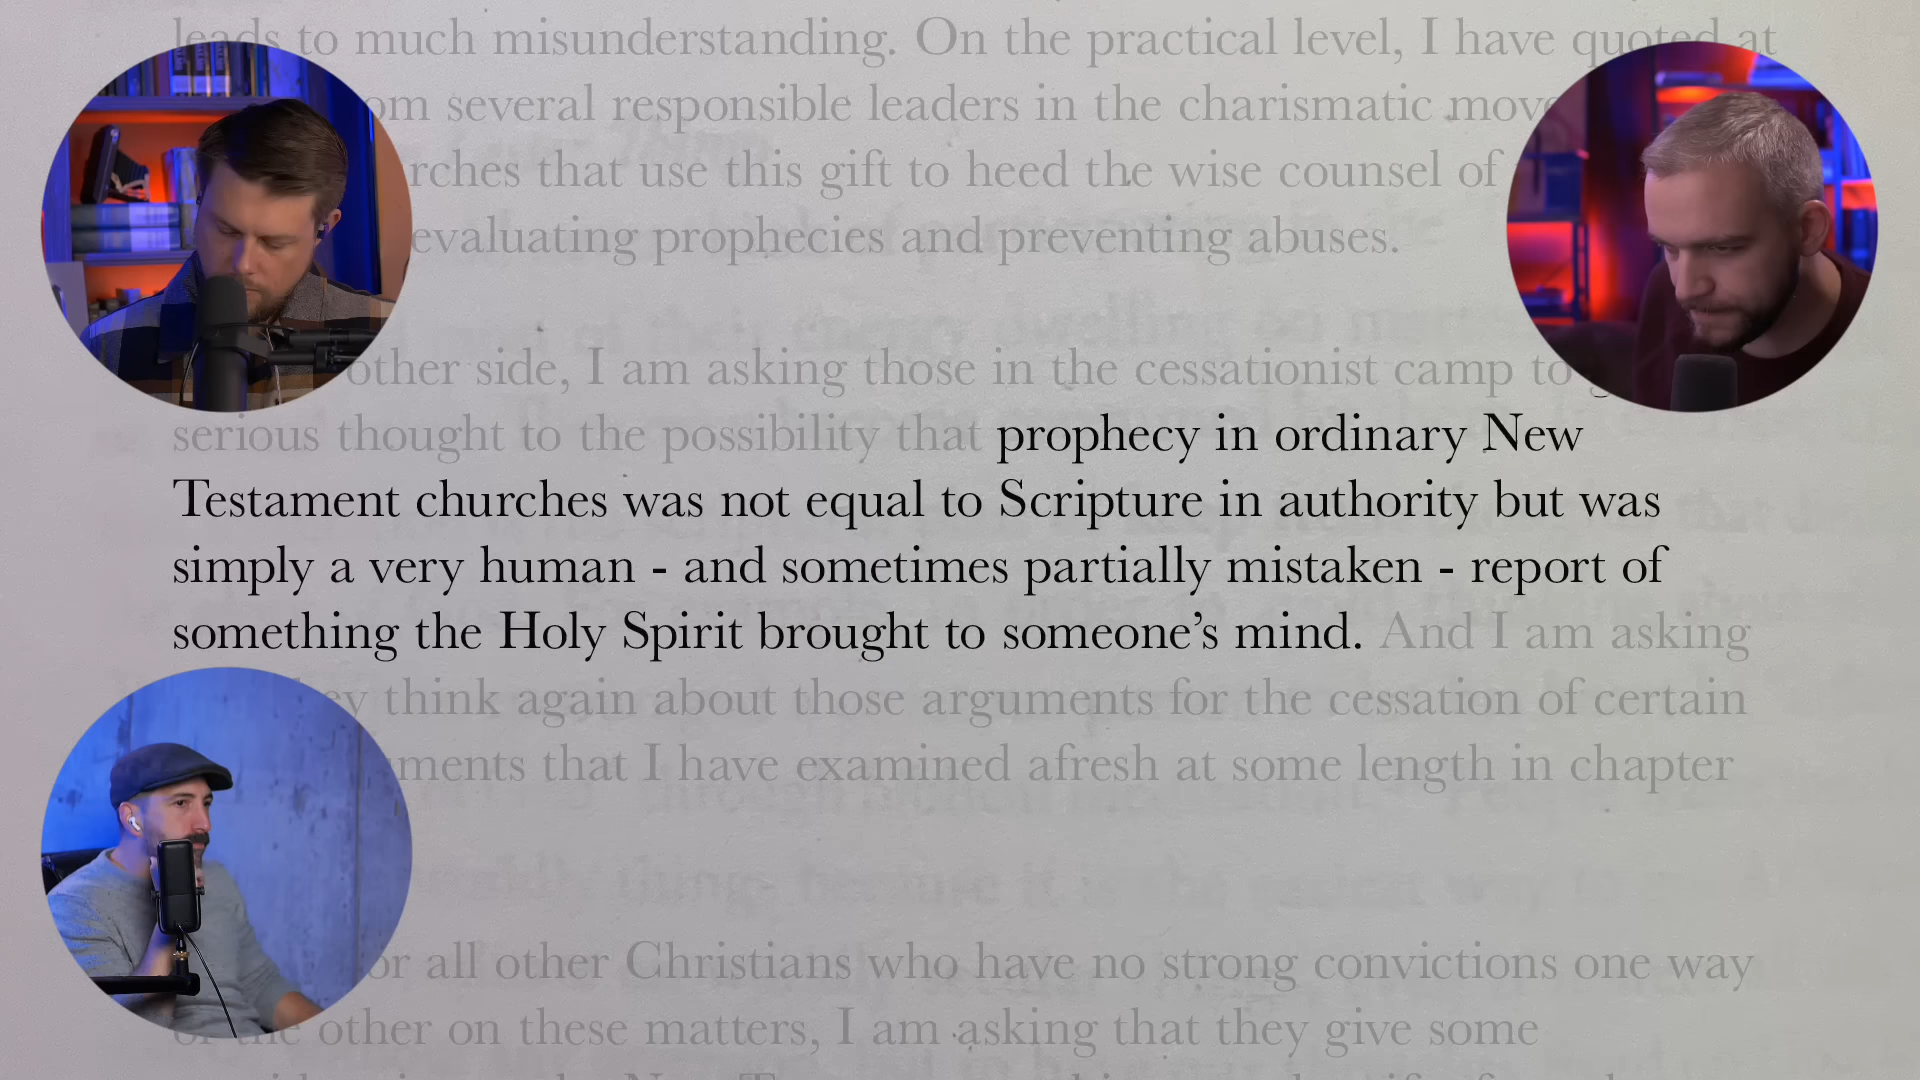 leads to much misunderstanding. On the practical level, I have quoted at
om several responsible leaders in the charismatic move
rches that use this gift to heed the wise counsel of
evaluating prophecies and preventing abuses.
other side, I am asking those in the cessationist camp to
serious thought to the possibility that prophecy in ordinary New
Testament churches was not equal to Scripture in authority but was
simply a very human - and sometimes partially mistaken - report of
something the Holy Spirit brought to someone's mind. And I am asking
ey think again about those arguments for the cessation of certain
ments that I have examined afresh at some length in chapter
or all other Christians who have no strong convictions one way
or the other on these matters, I am asking that they give some